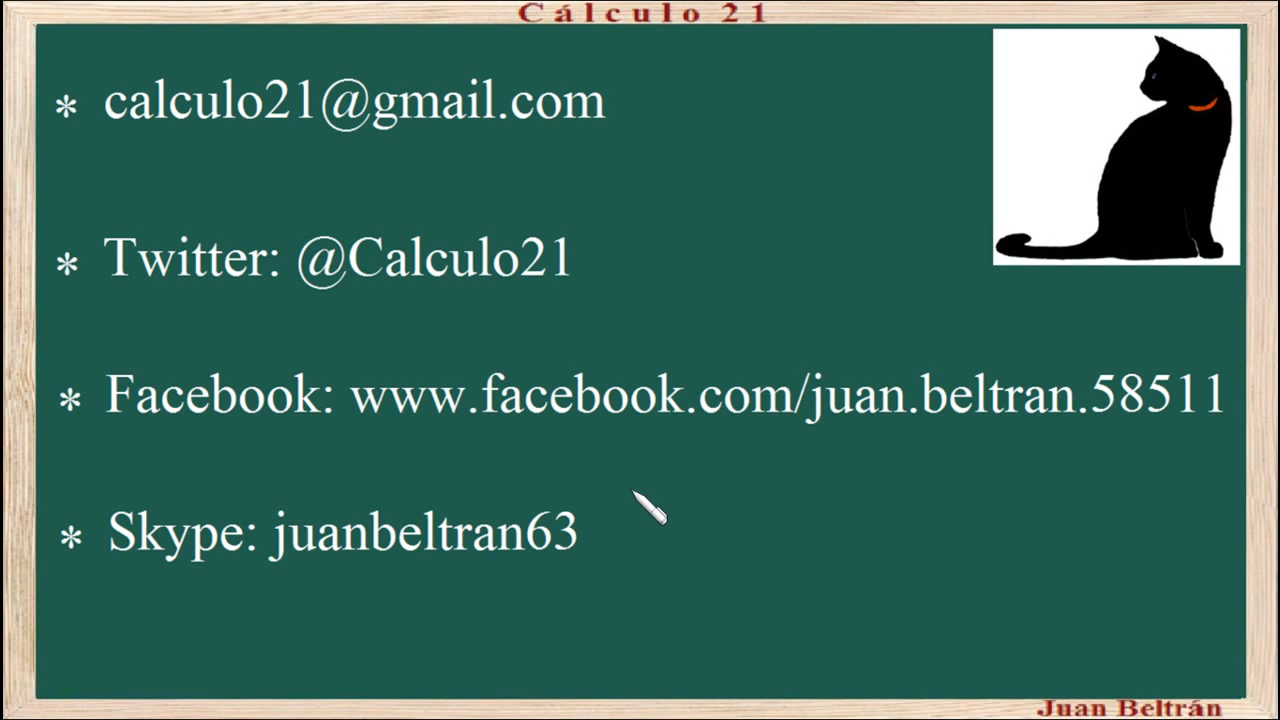 Cálculo 21
* calculo21@gmail.com
* Twitter: @Calculo21
* Facebook: www.facebook.com/juan.beltran.58511
* Skype: juanbeltran63
Juan Beltrán